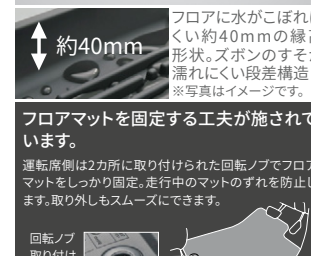 約40mm
フロアに水がこぼれに
くい約40mmの縁高
形状。ズボンのすそが
濡れにくい段差構造
※写真はイメージです。
フロアマットを固定する工夫が施されて
います。
運転席側は2カ所に取り付けられた回転ノブでフロア
マットをしっかり固定。走行中のマットのずれを防止し
ます。取り外しもスムーズにできます。
回転ノブ
取り付け